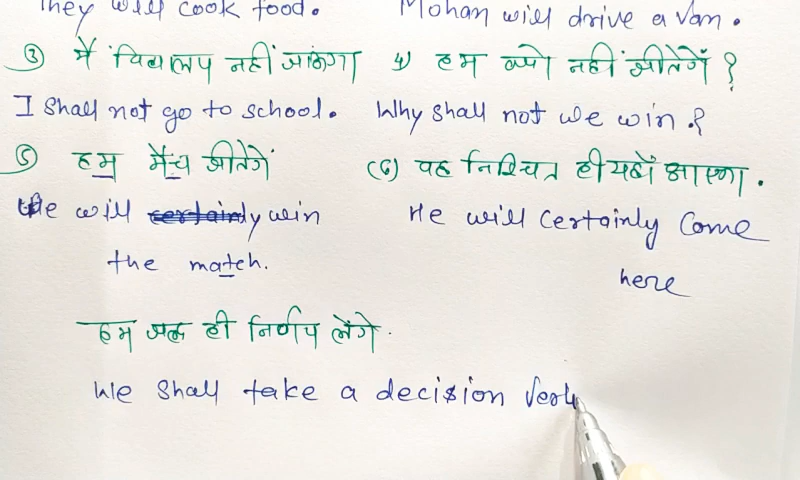 They will cook food. Mohan will drive a van.
③ मैं विद्यालय नहीं जाऊंगा 4) हम क्यो नहीं जीतेगें ?
I shall not go to school. Why shall not we win ?
⑤ हम मैच जीतेगें (6) वह निश्चित ही यहाँ आएगा.
We will certainly win He will certainly come
the match. here
हम जल्द ही निर्णय लेंगे.
We shall take a decision very